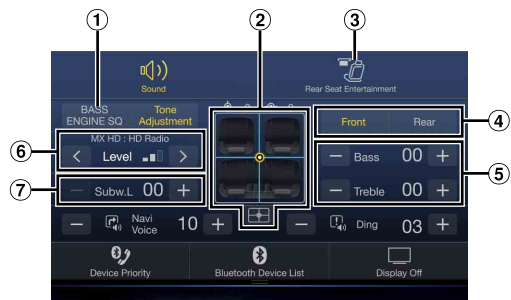 1
2
3
Sound
Rear Seat Entertainment
BASS
ENGINE SQ
Tone
Adjustment
Front
Rear
4
MX HD : HD Radio
6
Level
Bass
00
5
7
Subw.L
00
Treble
00
Navi
Voice
10
Ding
03
Device Priority
Bluetooth Device List
Display Off